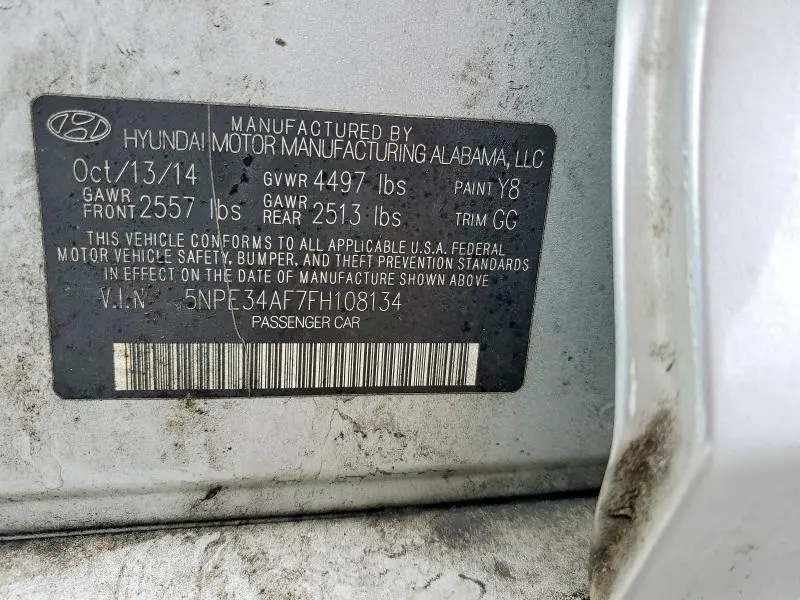 MANUFACTURED BY
HYUNDAI MOTOR MANUFACTURING ALABAMA, LLC
Oct/13/14 GVWR 4497 lbs PAINT Y8
GAWR FRONT 2557 lbs GAWR REAR 2513 lbs TRIM GG
THIS VEHICLE CONFORMS TO ALL APPLICABLE U.S.A. FEDERAL
MOTOR VEHICLE SAFETY, BUMPER, AND THEFT PREVENTION STANDARDS
IN EFFECT ON THE DATE OF MANUFACTURE SHOWN ABOVE
V.I.N 5NPE34AF7FH108134
PASSENGER CAR